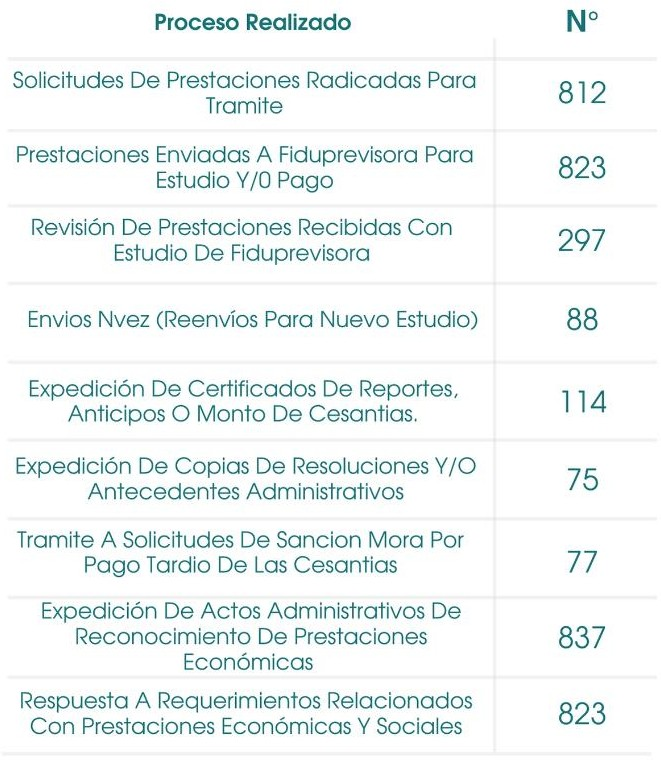 Proceso Realizado N°
Solicitudes De Prestaciones Radicadas Para
Tramite
812
Prestaciones Enviadas A Fiduprevisora Para
Estudio Y/0 Pago
823
Revisión De Prestaciones Recibidas Con
Estudio De Fiduprevisora
297
Envios Nvez (Reenvíos Para Nuevo Estudio)
88
Expedición De Certificados De Reportes,
Anticipos O Monto De Cesantias.
114
Expedición De Copias De Resoluciones Y/O
Antecedentes Administrativos
75
Tramite A Solicitudes De Sancion Mora Por
Pago Tardio De Las Cesantias
77
Expedición De Actos Administrativos De
Reconocimiento De Prestaciones
Económicas
837
Respuesta A Requerimientos Relacionados
Con Prestaciones Económicas Y Sociales
823